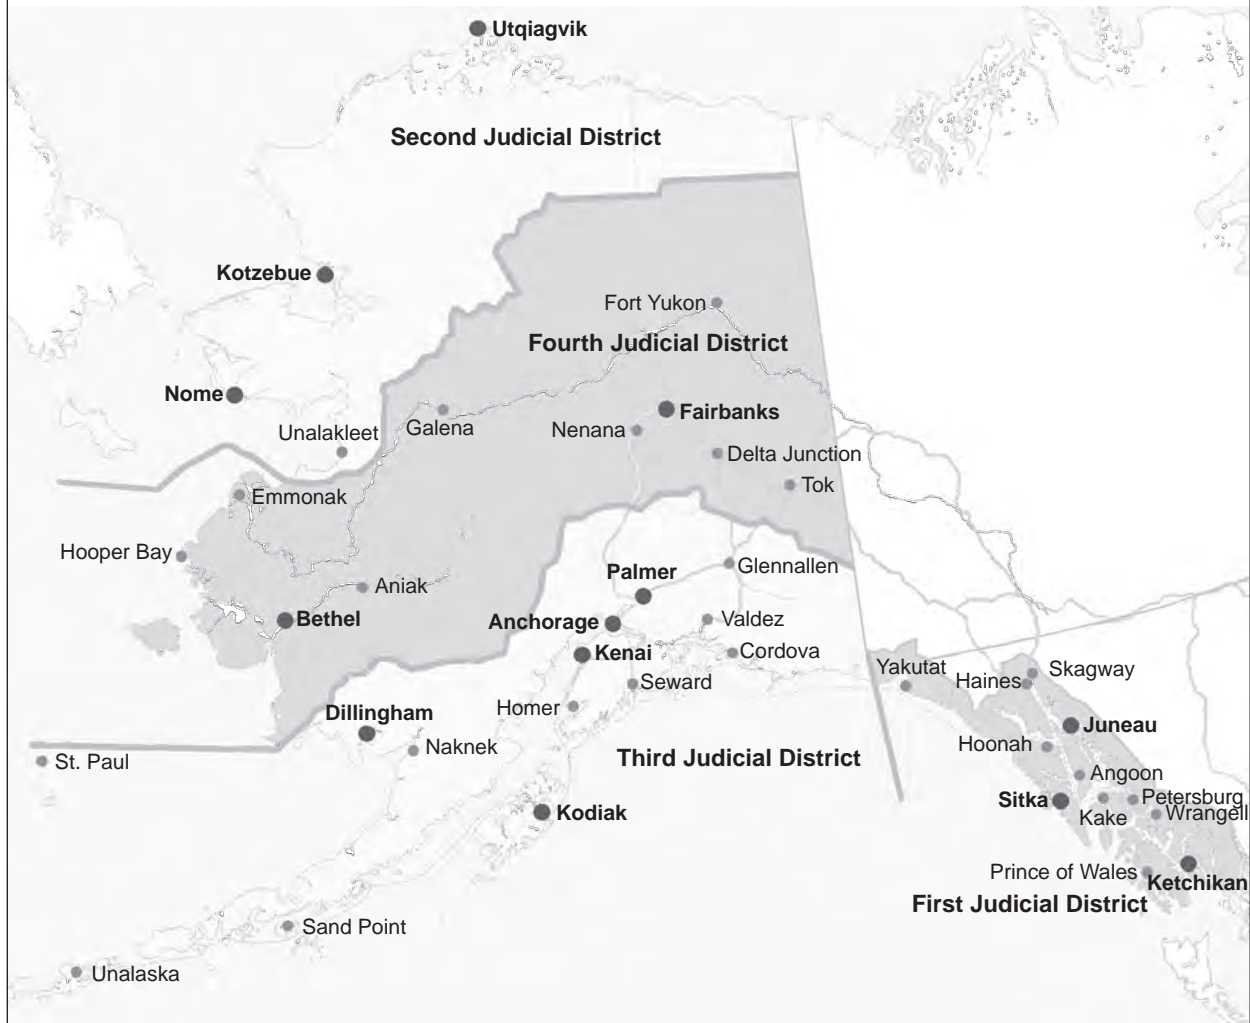 Utqiagvik
Second Judicial District
Kotzebue
Fort Yukon
Fourth Judicial District
Nome
Fairbanks
Galena
Nenana
Unalakleet
Delta Junction
Tok
Emmonak
Hooper Bay
Glennallen
Palmer
Aniak
Bethel
Anchorage
Valdez
Kenai
Cordova
Yakutat
Skagway
Haines
Seward
Homer
Dillingham
Juneau
Naknek
Hoonah
Third Judicial District
St. Paul
Angoon
Sitka
Petersburg
Kodiak
Kake
Wrangell
Prince of Wales
Ketchikan
First Judicial District
Sand Point
Unalaska